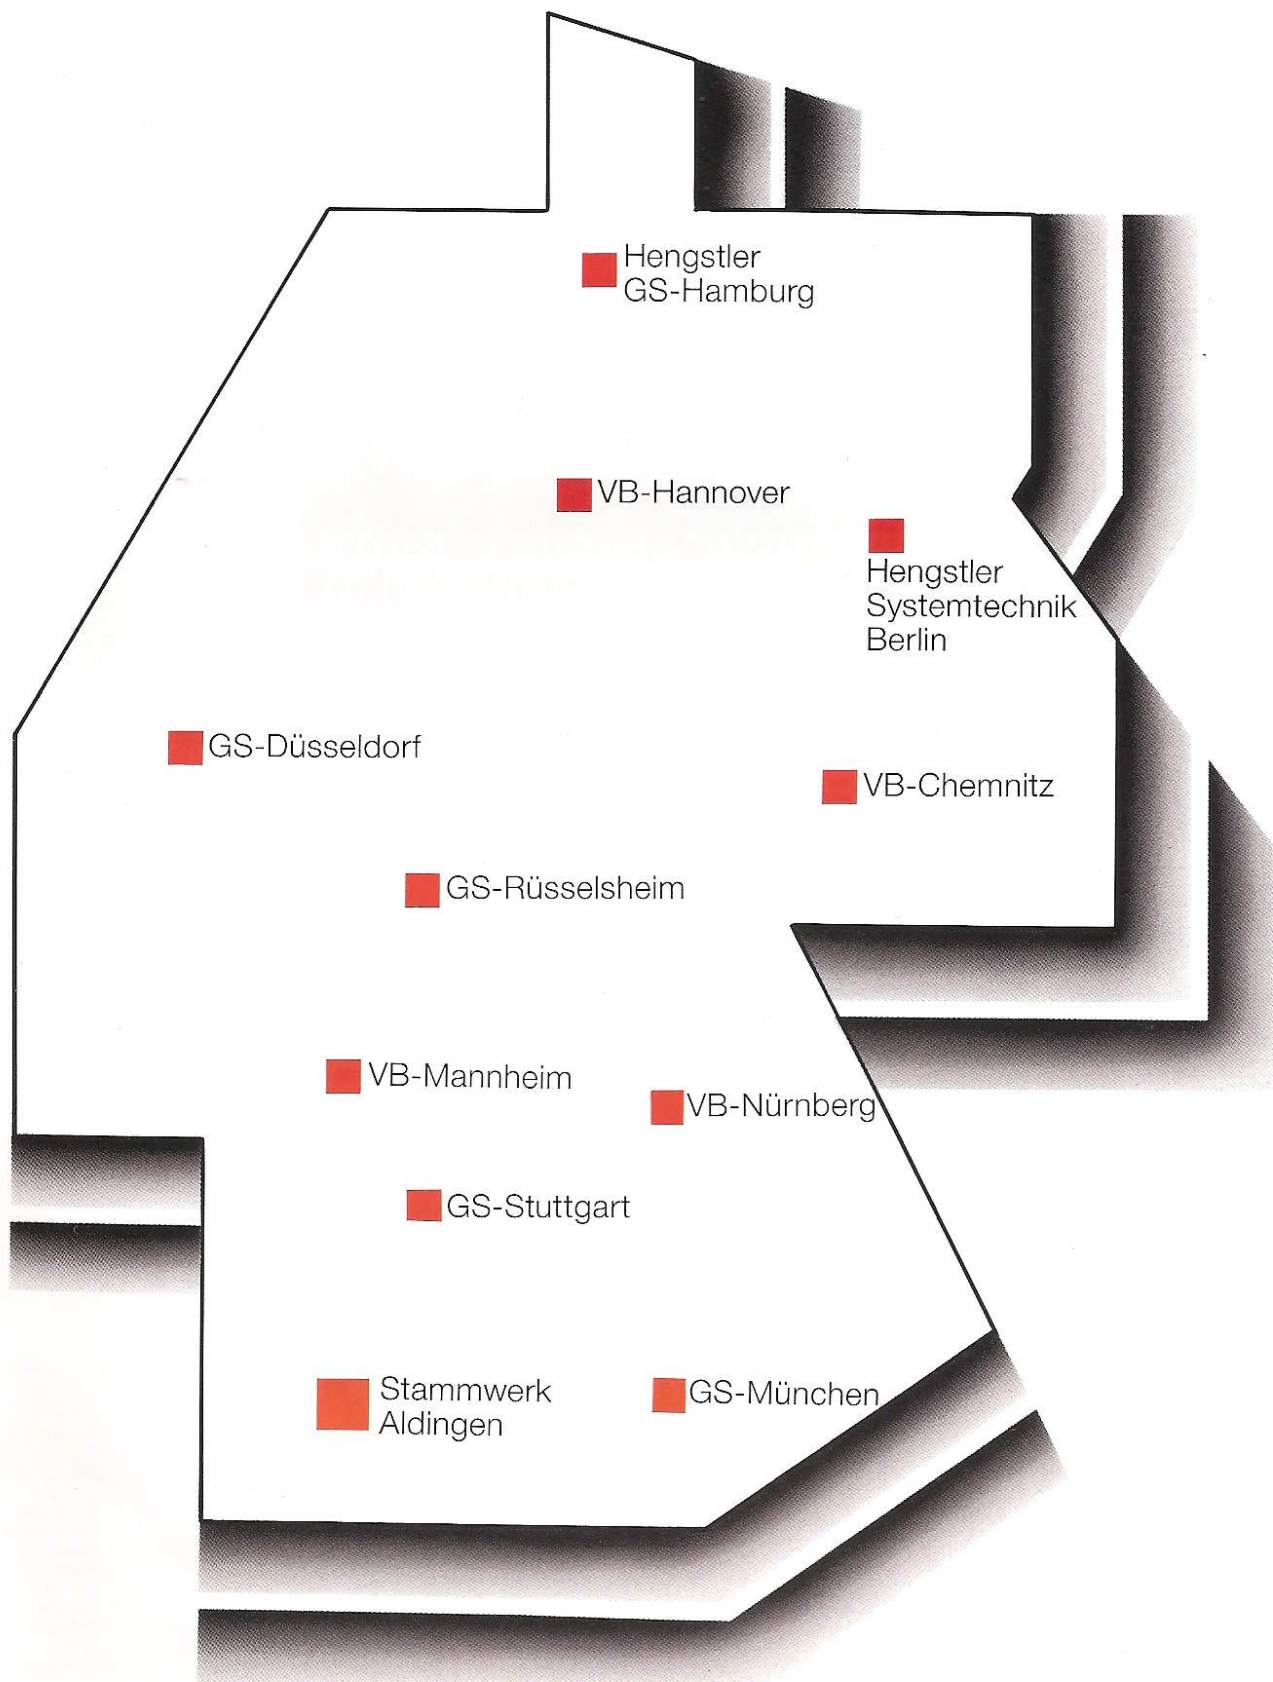 Hengstler
GS-Hamburg
VB-Hannover
Hengstler
Systemtechnik
Berlin
GS-Düsseldorf
VB-Chemnitz
GS-Rüsselsheim
VB-Mannheim
VB-Nürnberg
GS-Stuttgart
Stammwerk
Aldingen
GS-München